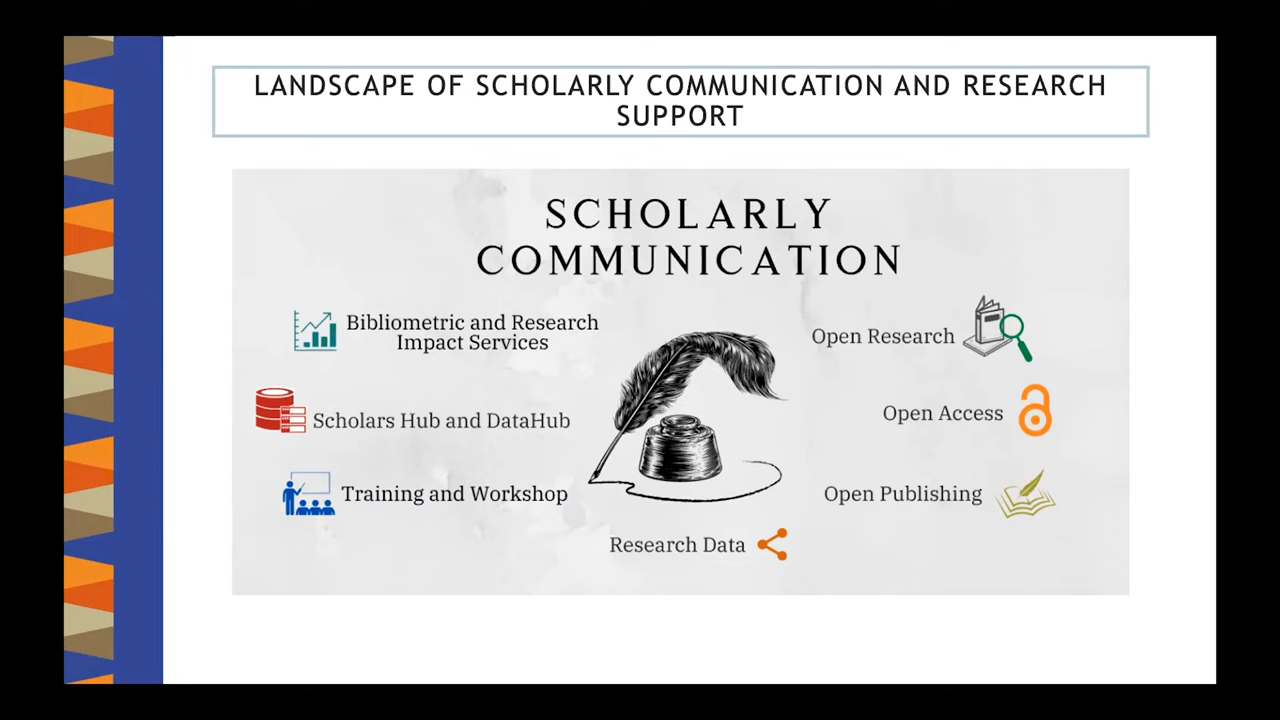 LANDSCAPE OF SCHOLARLY COMMUNICATION AND RESEARCH
SUPPORT
SCHOLARLY
COMMUNICATION
Bibliometric and Research
Impact Services
Scholars Hub and DataHub
Training and Workshop
Research Data
Open Research
Open Access
Open Publishing